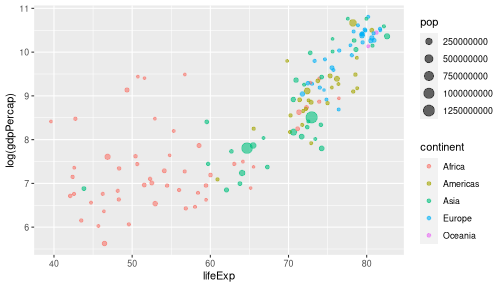 11
10
9
8
7
6
log(gdpPercap)
40
50
60
70
80
lifeExp
pop
250000000
500000000
750000000
1000000000
1250000000
continent
Africa
Americas
Asia
Europe
Oceania